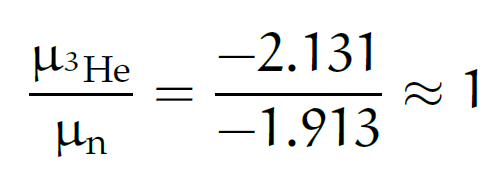 μ³He / μn = −2.131 / −1.913 ≈ 1